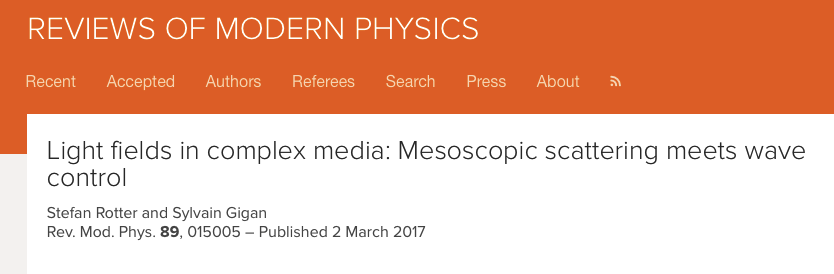 REVIEWS OF MODERN PHYSICS
Recent Accepted Authors Referees Search Press About
Light fields in complex media: Mesoscopic scattering meets wave
control
Stefan Rotter and Sylvain Gigan
Rev. Mod. Phys. 89, 015005 – Published 2 March 2017